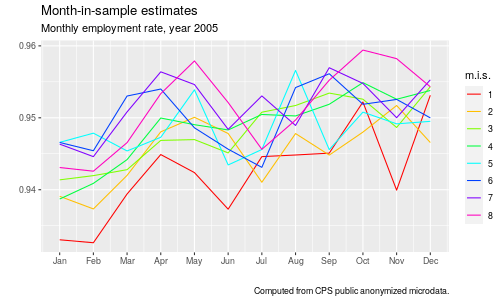 Month-in-sample estimates
Monthly employment rate, year 2005
0.96
0.95
0.94
Jan Feb Mar Apr May Jun Jul Aug Sep Oct Nov Dec
m.i.s.
1
2
3
4
5
6
7
8
Computed from CPS public anonymized microdata.